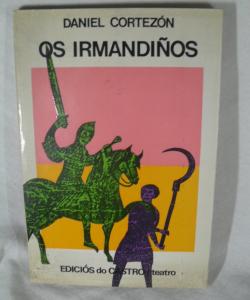 DANIEL CORTEZÓN
OS IRMANDIÑOS
EDICIÓS do CASTRO / teatro